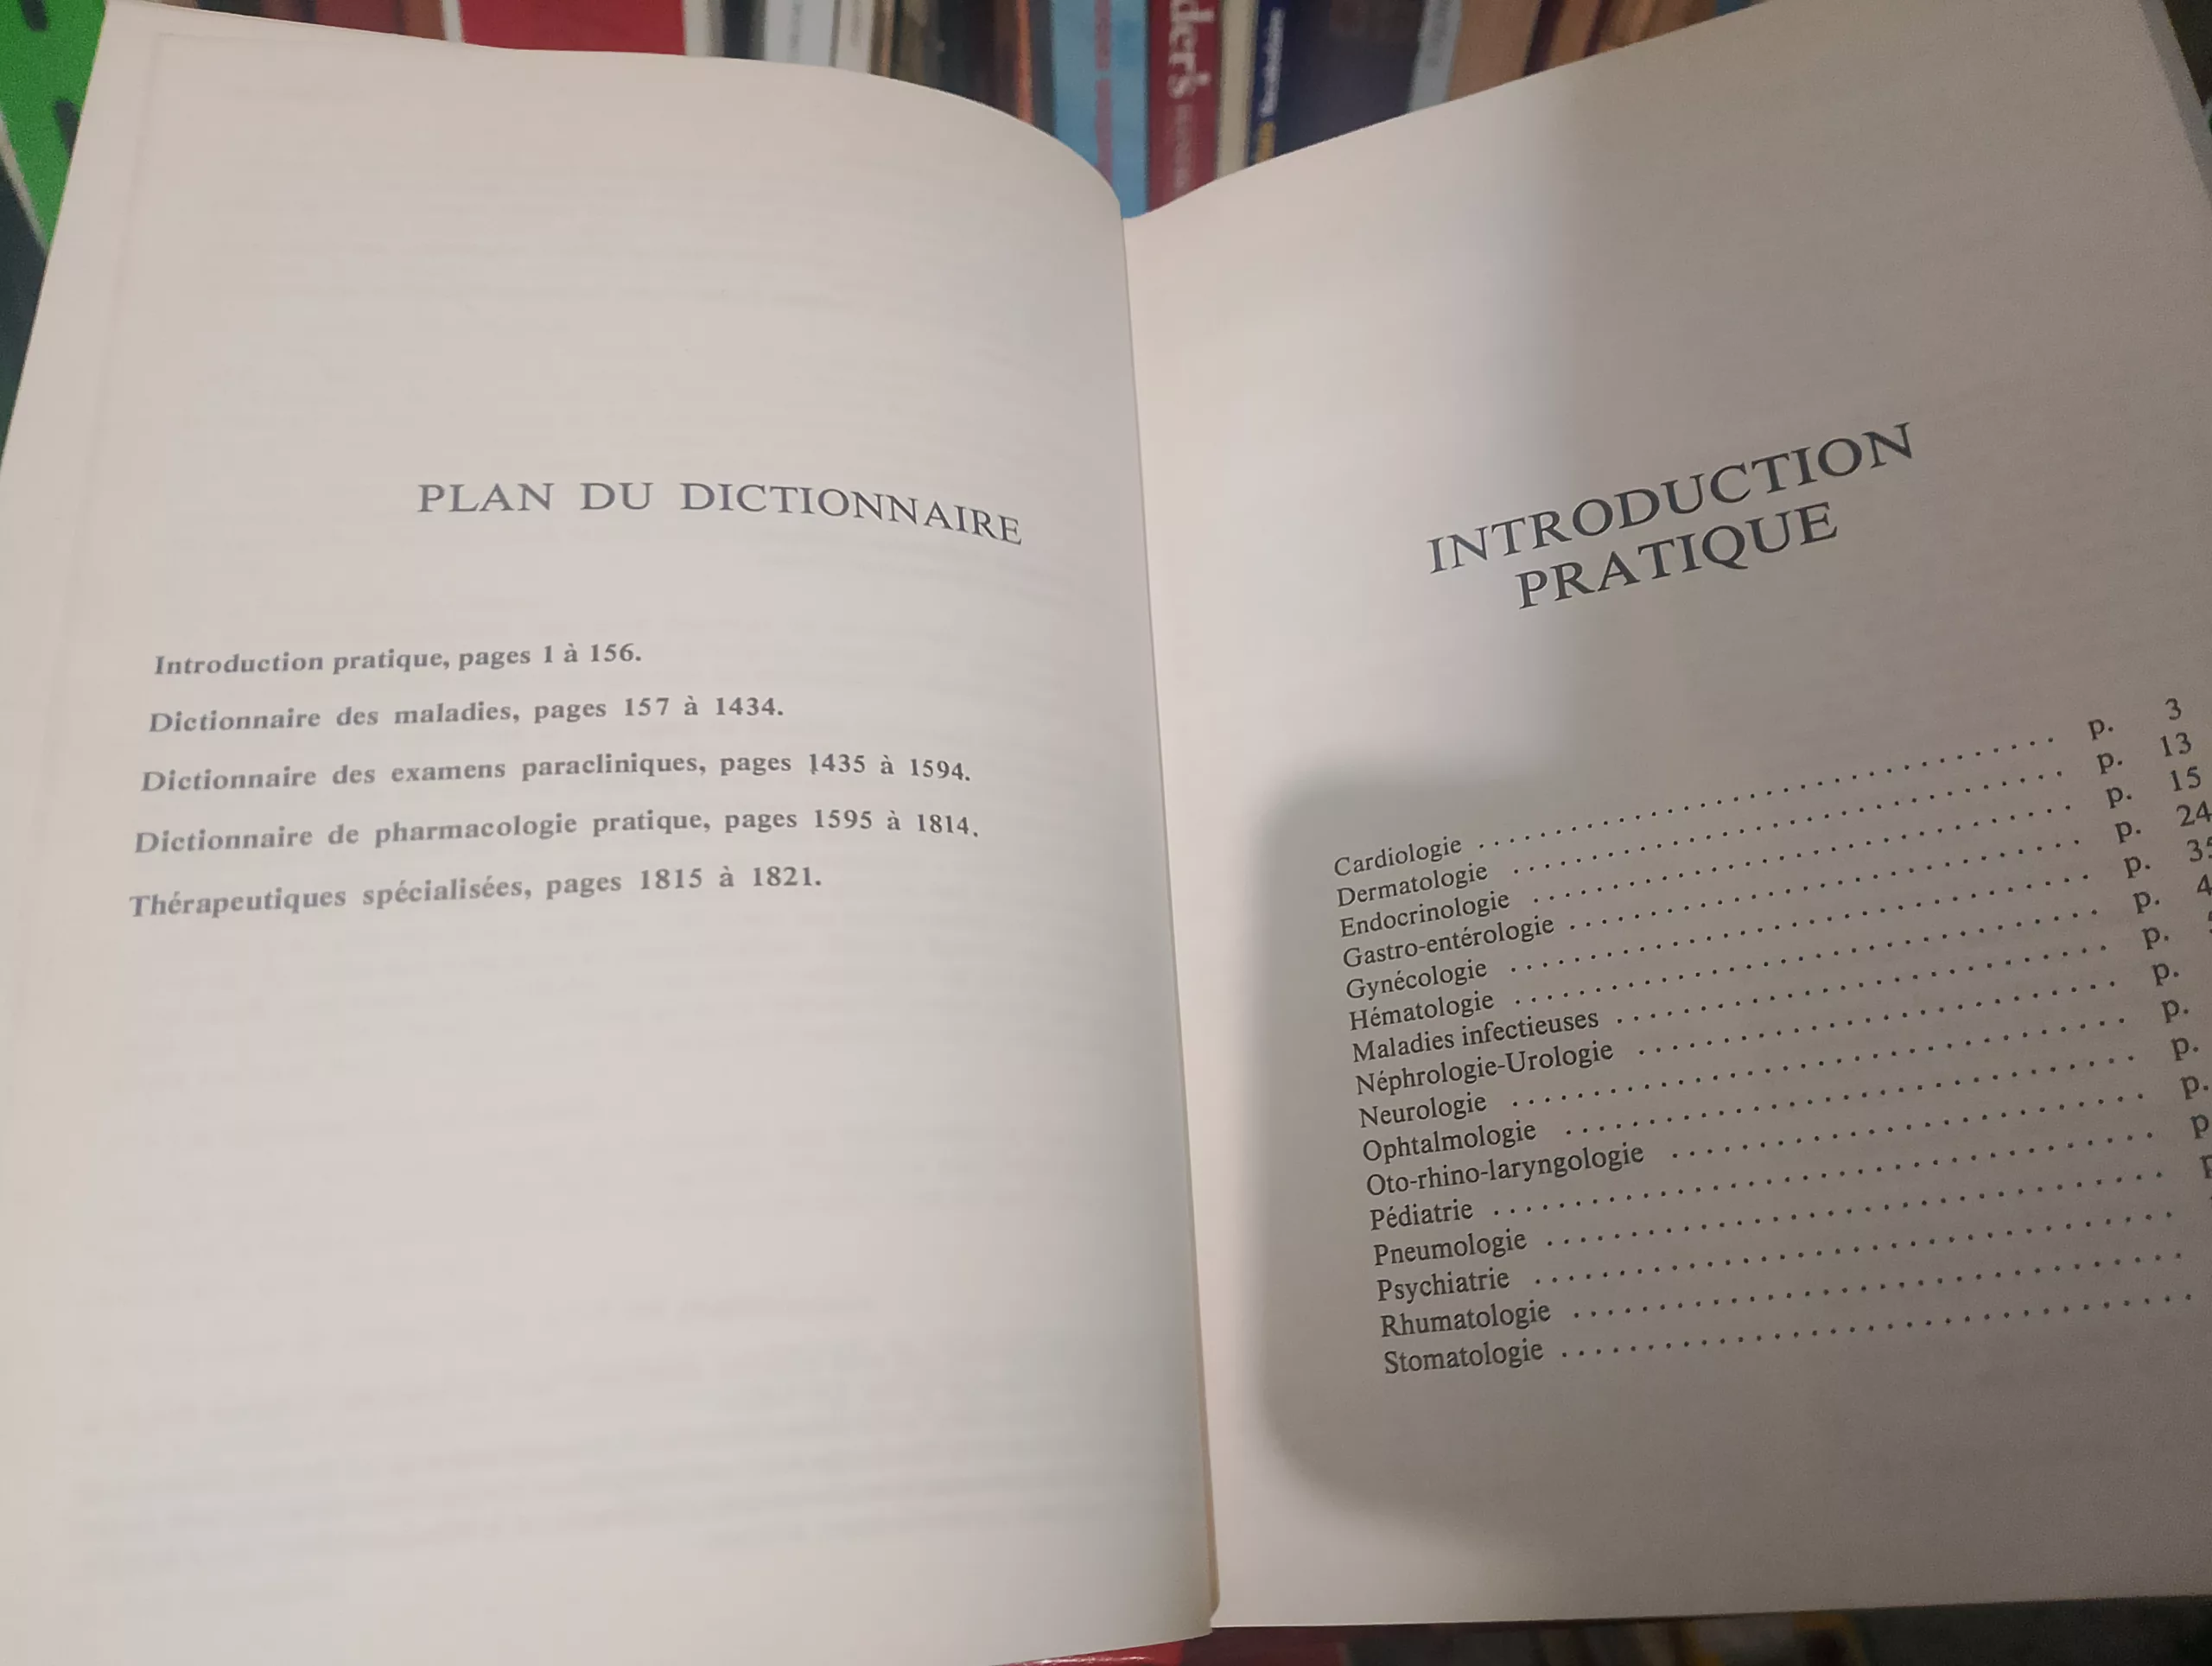 der's
PLAN DU DICTIONNAIRE
Introduction pratique, pages 1 à 156.
Dictionnaire des maladies, pages 157 à 1434.
Dictionnaire des examens paracliniques, pages 1435 à 1594.
Dictionnaire de pharmacologie pratique, pages 1595 à 1814.
Thérapeutiques spécialisées, pages 1815 à 1821.
INTRODUCTION
PRATIQUE
Cardiologie . . . . . . . . . . . . . . . . . . . . p. 3
Dermatologie . . . . . . . . . . . . . . . . . . . . p. 13
Endocrinologie . . . . . . . . . . . . . . . . . . . . p. 15
Gastro-entérologie . . . . . . . . . . . . . . . . . . . . p. 24
Gynécologie . . . . . . . . . . . . . . . . . . . . p.
Hématologie . . . . . . . . . . . . . . . . . . . . p.
Maladies infectieuses . . . . . . . . . . . . . . . . . . . . p.
Néphrologie-Urologie . . . . . . . . . . . . . . . . . . . . p.
Neurologie . . . . . . . . . . . . . . . . . . . . p.
Ophtalmologie . . . . . . . . . . . . . . . . . . . . p.
Oto-rhino-laryngologie . . . . . . . . . . . . . . . . . . . . p.
Pédiatrie . . . . . . . . . . . . . . . . . . . . p
Pneumologie . . . . . . . . . . . . . . . . . . . .
Psychiatrie . . . . . . . . . . . . . . . . . . . .
Rhumatologie . . . . . . . . . . . . . . . . . . . .
Stomatologie . . . . . . . . . . . . . . . . . . . .